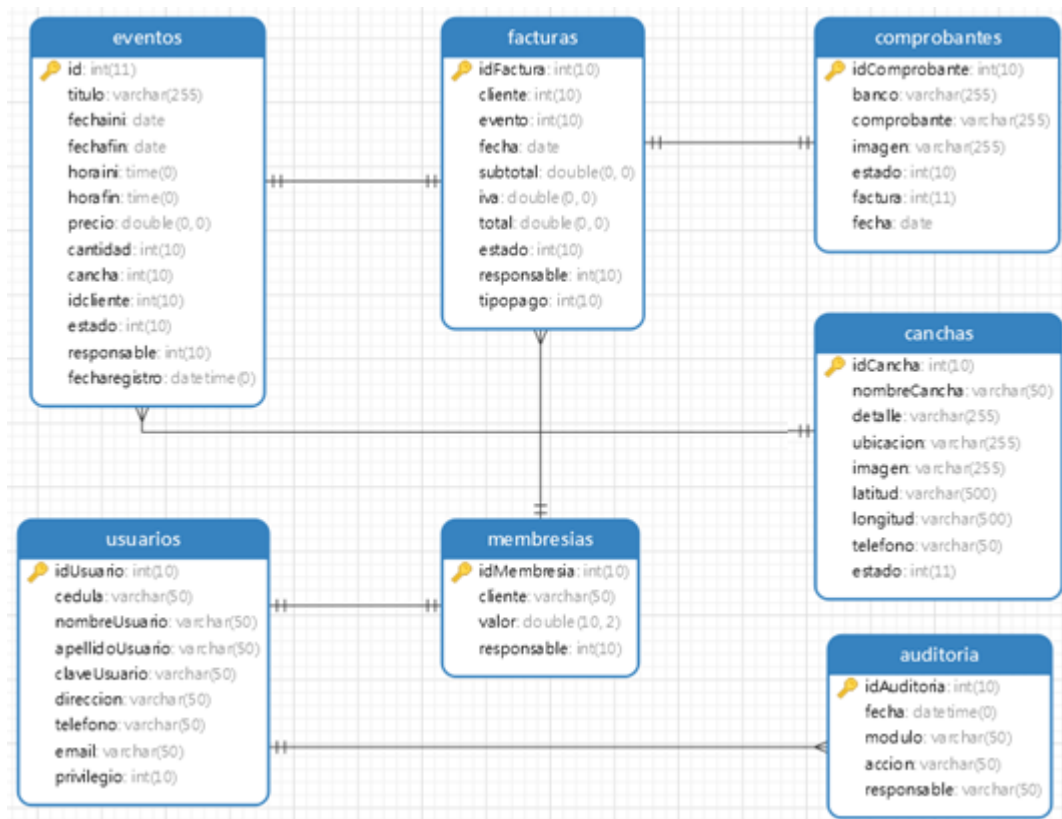 eventos
id: int(11)
titulo: varchar(255)
fechaini: date
fechafin: date
horaini: time(0)
horafin: time(0)
precio: double(0, 0)
cantidad: int(10)
cancha: int(10)
idcliente: int(10)
estado: int(10)
responsable: int(10)
fecharegistro: datetime(0)
facturas
idFactura: int(10)
cliente: int(10)
evento: int(10)
fecha: date
subtotal: double(0, 0)
iva: double(0, 0)
total: double(0, 0)
estado: int(10)
responsable: int(10)
tipopago: int(10)
comprobantes
idComprobante: int(10)
banco: varchar(255)
comprobante: varchar(255)
imagen: varchar(255)
estado: int(10)
factura: int(11)
fecha: date
canchas
idCancha: int(10)
nombreCancha: varchar(50)
detalle: varchar(255)
ubicacion: varchar(255)
imagen: varchar(255)
latitud: varchar(500)
longitud: varchar(500)
telefono: varchar(50)
estado: int(11)
usuarios
idUsuario: int(10)
cedula: varchar(50)
nombreUsuario: varchar(50)
apellidoUsuario: varchar(50)
claveUsuario: varchar(50)
direccion: varchar(50)
telefono: varchar(50)
email: varchar(50)
privilegio: int(10)
membresias
idMembresia: int(10)
cliente: varchar(50)
valor: double(10, 2)
responsable: int(10)
auditoria
idAuditoria: int(10)
fecha: datetime(0)
modulo: varchar(50)
accion: varchar(50)
responsable: varchar(50)